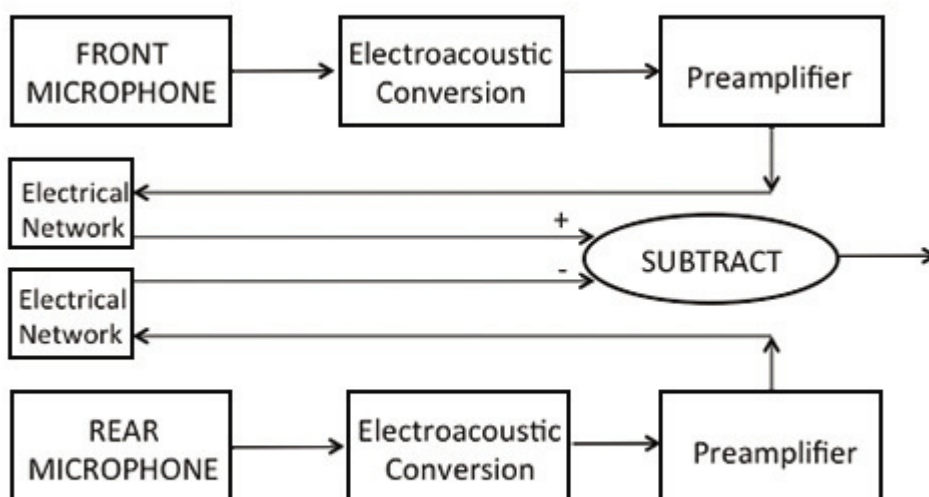 FRONT
MICROPHONE
Electroacoustic
Conversion
Preamplifier
Electrical
Network
+
SUBTRACT
-
Electrical
Network
REAR
MICROPHONE
Electroacoustic
Conversion
Preamplifier